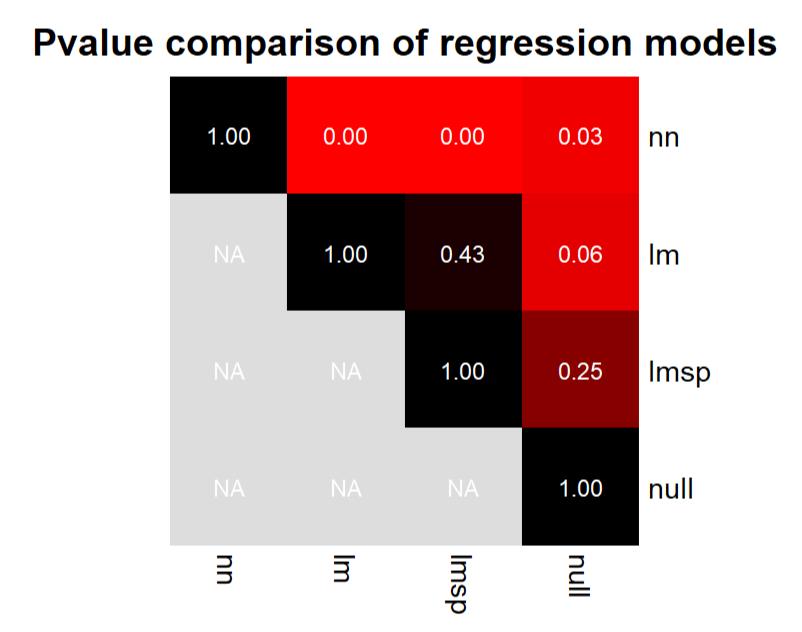 Pvalue comparison of regression models
1.00 0.00 0.00 0.03 nn
NA 1.00 0.43 0.06 lm
NA NA 1.00 0.25 lmsp
NA NA NA 1.00 null
nn lm lmsp null